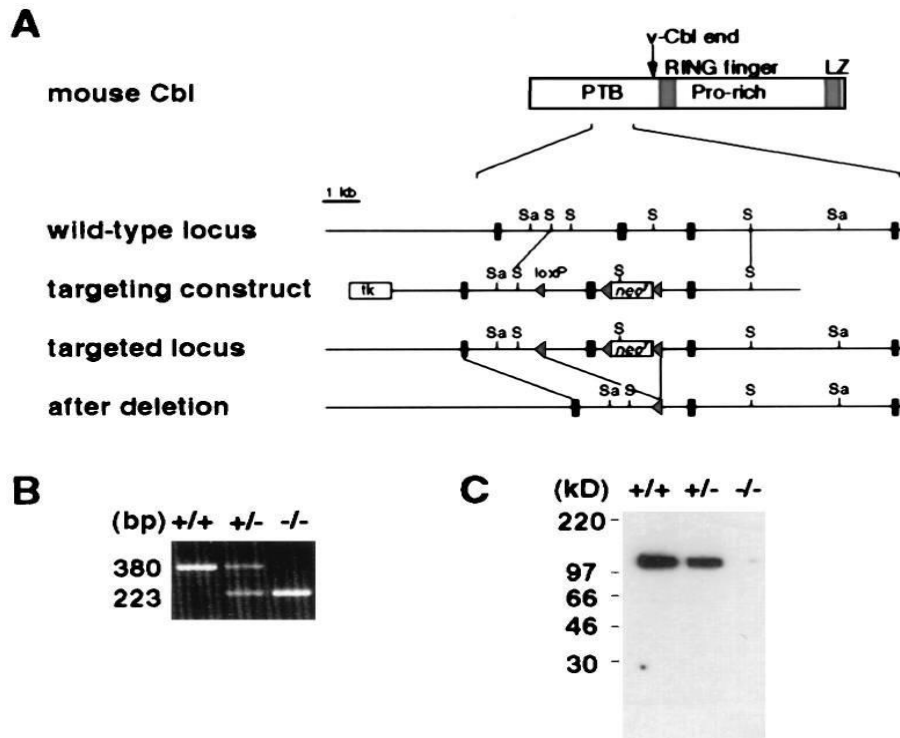 A
v-Cbl end
RING finger LZ
mouse Cbl PTB Pro-rich
1 kb
Sa S S S S Sa
wild-type locus
Sa S loxP S S
targeting construct tk neoʳ
Sa S S S Sa
targeted locus neoʳ
Sa S S Sa
after deletion
B
(bp) +/+ +/- -/-
380
223
C
(kD) +/+ +/- -/-
220
97
66
46
30